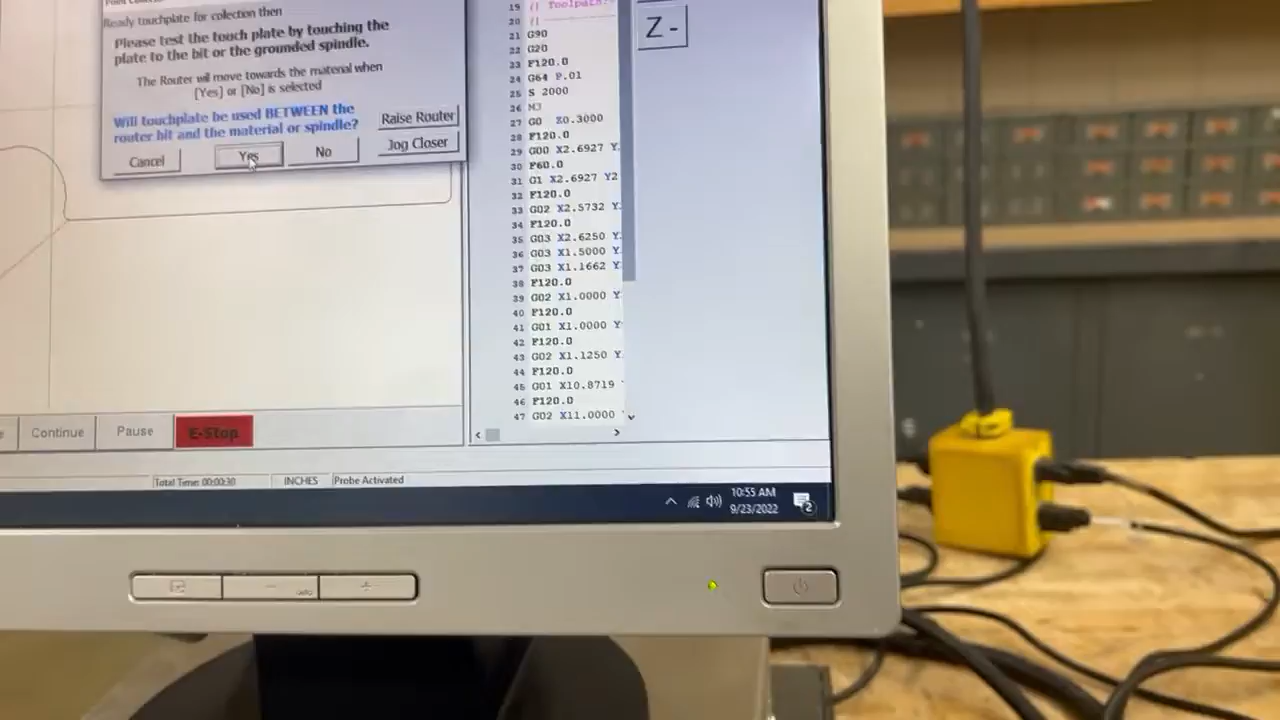 Ready touchplate for colection then
Please test the touch plate by touching the
plate to the bit or the grounded spindle.
The Router will move towards the material when
[Yes] or [No] is selected
Will touchplate be used BETWEEN the
router bit and the material or spindle?
Raise Router
Jog Closer
Cancel
Yes
No
19 (| Toolpath:
20 (|
21 G90
22 G20
23 F120.0
24 G64 P.01
25 S 2000
26 M3
27 G0 Z0.3000
28 F120.0
29 G00 X2.6927 Y
30 F60.0
31 G1 X2.6927 Y2
32 F120.0
33 G02 X2.5732 Y
34 F120.0
35 G03 X2.6250 Y
36 G03 X1.5000 Y
37 G03 X1.1662 Y
38 F120.0
39 G02 X1.0000 Y
40 F120.0
41 G01 X1.0000 Y
42 F120.0
43 G02 X1.1250 Y
44 F120.0
45 G01 X10.8719
46 F120.0
47 G02 X11.0000
Z -
Continue
Pause
E-Stop
Total Time: 00:00:30
INCHES
Probe Activated
10:55 AM
9/23/2022
2